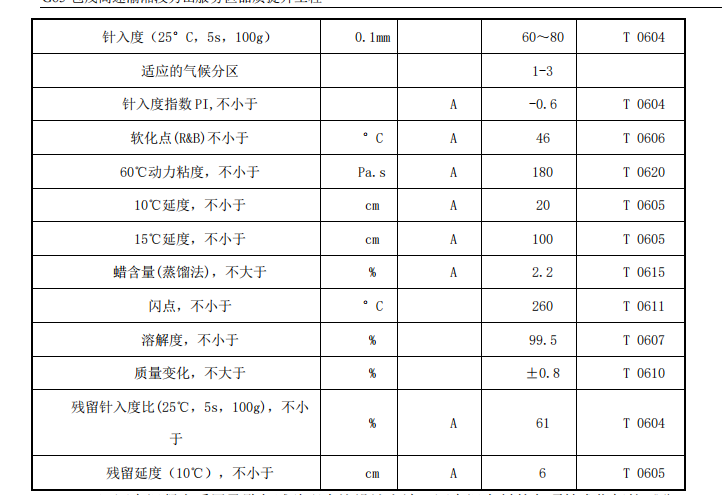 针入度（25°C，5s，100g） 0.1mm 60～80 T 0604
适应的气候分区 1-3
针入度指数PI,不小于 A -0.6 T 0604
软化点(R&B)不小于 °C A 46 T 0606
60℃动力粘度，不小于 Pa.s A 180 T 0620
10℃延度，不小于 cm A 20 T 0605
15℃延度，不小于 cm A 100 T 0605
蜡含量(蒸馏法)，不大于 % A 2.2 T 0615
闪点，不小于 °C 260 T 0611
溶解度，不小于 % 99.5 T 0607
质量变化，不大于 % ±0.8 T 0610
残留针入度比(25℃，5s，100g)，不小
于 % A 61 T 0604
残留延度（10℃），不小于 cm A 6 T 0605